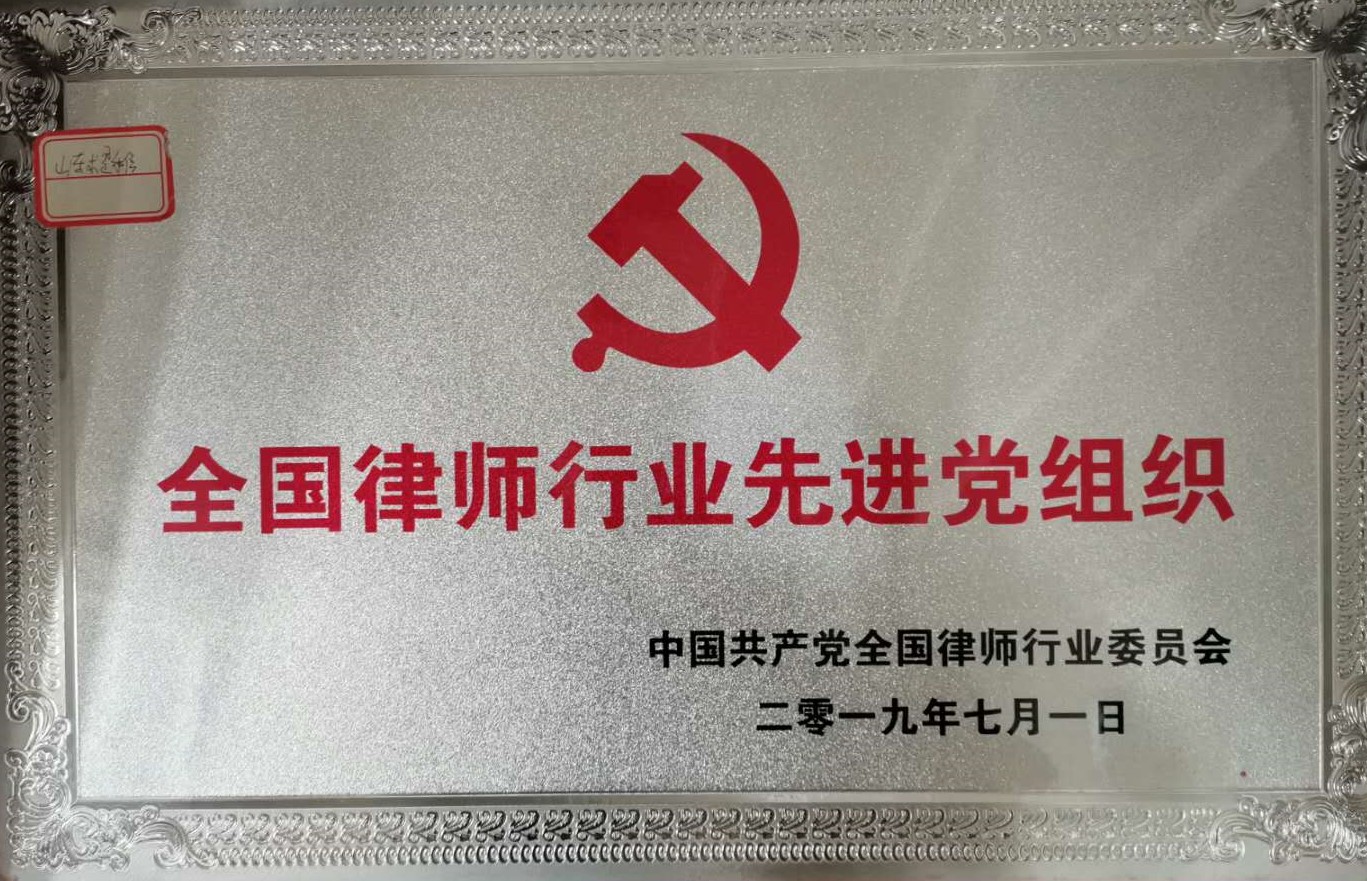 全国律师行业先进党组织
中国共产党全国律师行业委员会
二零一九年七月一日